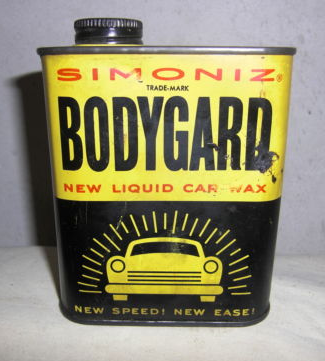 SIMONIZ®
TRADE-MARK
BODYGARD
NEW LIQUID CAR WAX
NEW SPEED! NEW EASE!